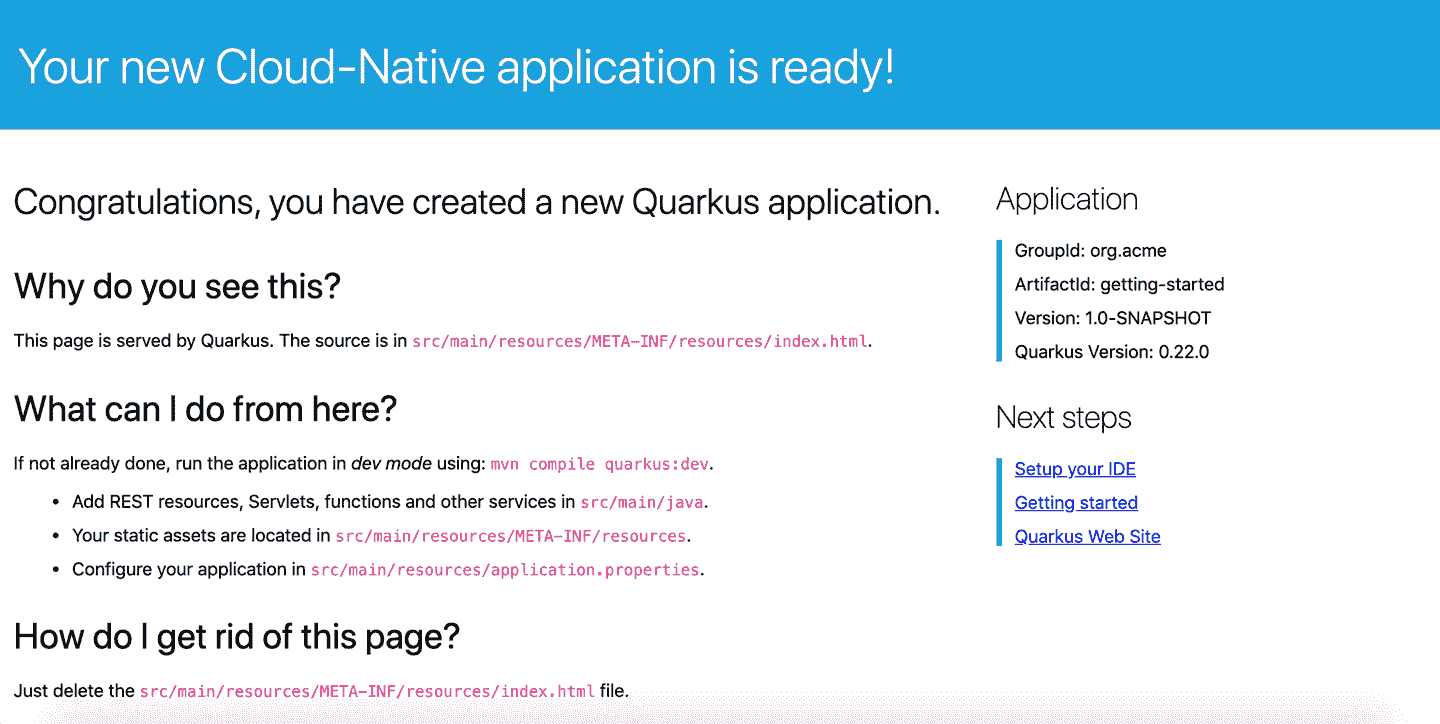 Your new Cloud-Native application is ready!
Congratulations, you have created a new Quarkus application.
Why do you see this?
This page is served by Quarkus. The source is in src/main/resources/META-INF/resources/index.html.
What can I do from here?
If not already done, run the application in dev mode using: mvn compile quarkus:dev.
• Add REST resources, Servlets, functions and other services in src/main/java.
• Your static assets are located in src/main/resources/META-INF/resources.
• Configure your application in src/main/resources/application.properties.
How do I get rid of this page?
Just delete the src/main/resources/META-INF/resources/index.html file.
Application
GroupId: org.acme
ArtifactId: getting-started
Version: 1.0-SNAPSHOT
Quarkus Version: 0.22.0
Next steps
Setup your IDE
Getting started
Quarkus Web Site